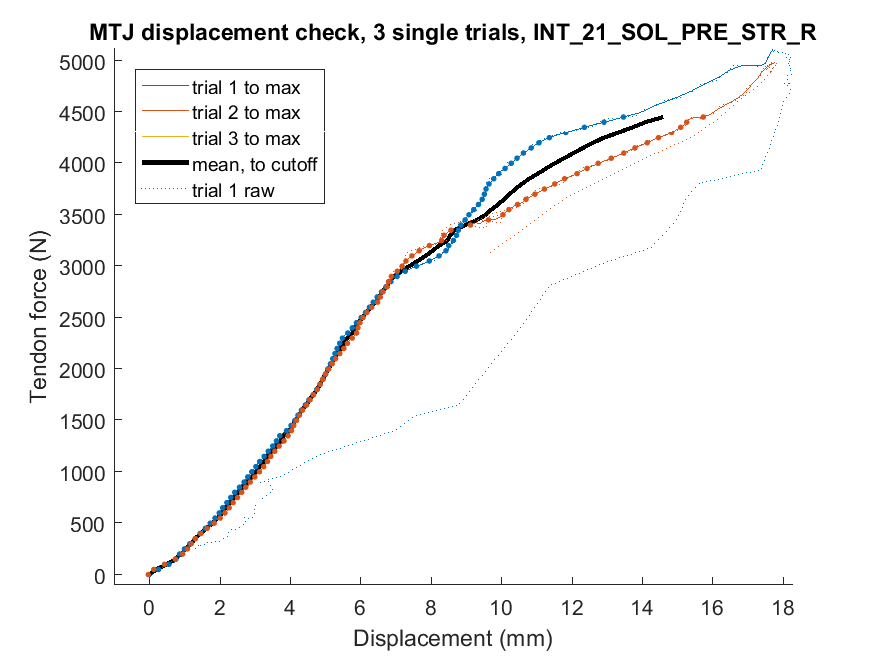 MTJ displacement check, 3 single trials, INT_21_SOL_PRE_STR_R
5000
4500
4000
3500
3000
2500
2000
1500
1000
500
0
Tendon force (N)
trial 1 to max
trial 2 to max
trial 3 to max
mean, to cutoff
trial 1 raw
0 2 4 6 8 10 12 14 16 18
Displacement (mm)